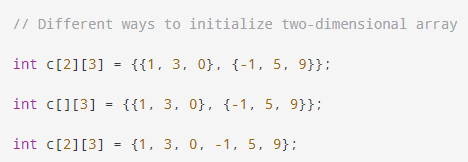 // Different ways to initialize two-dimensional array
int c[2][3] = {{1, 3, 0}, {-1, 5, 9}};
int c[][3] = {{1, 3, 0}, {-1, 5, 9}};
int c[2][3] = {1, 3, 0, -1, 5, 9};